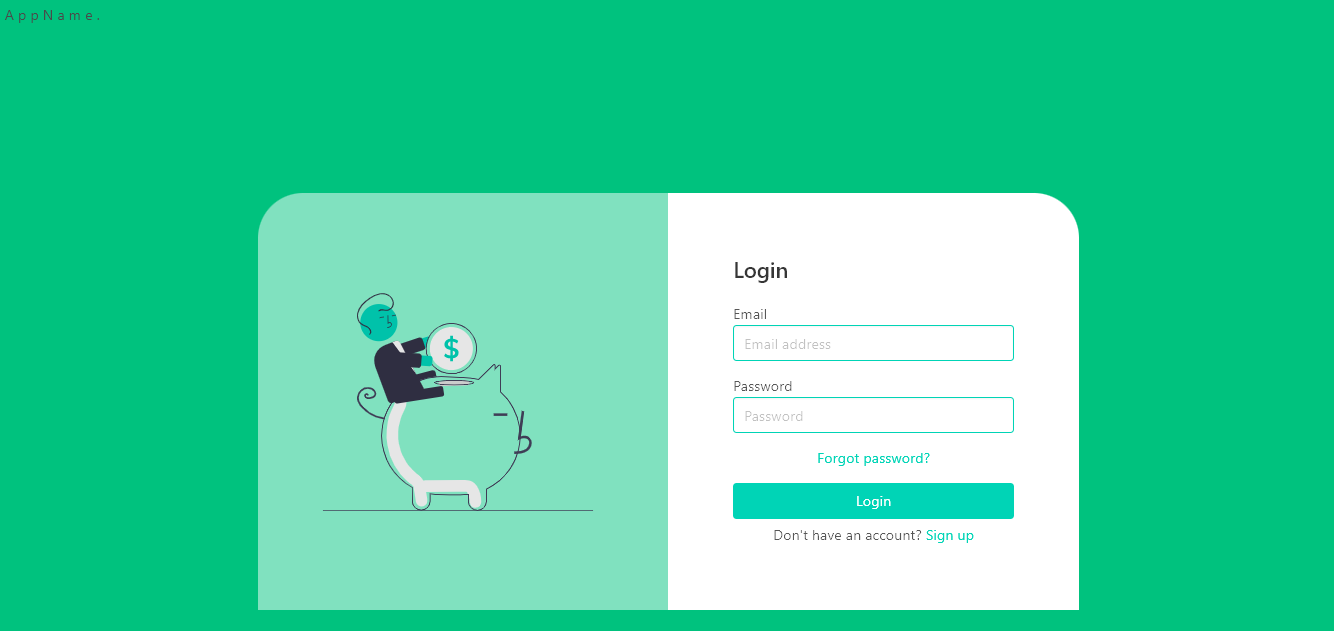 AppName.
$
Login
Email
Email address
Password
Password
Forgot password?
Login
Don't have an account? Sign up